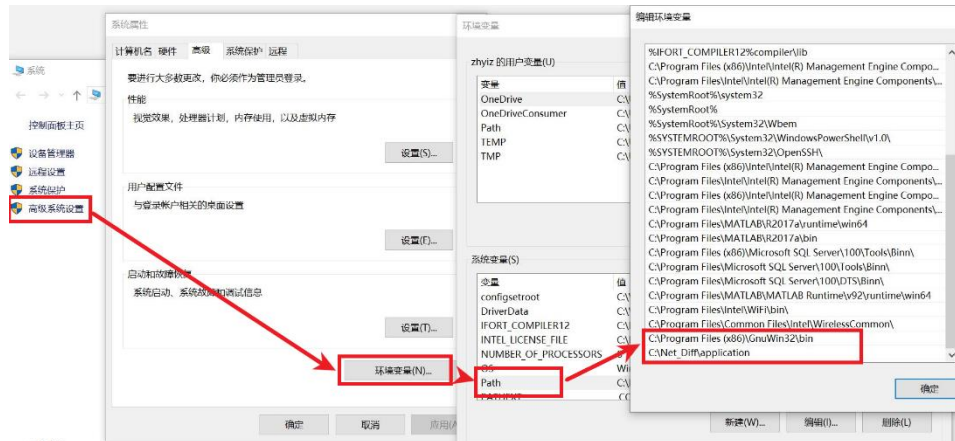 系统
控制面板主页
设备管理器
远程设置
系统保护
高级系统设置
系统属性
计算机名 硬件 高级 系统保护 远程
要进行大多数更改，你必须作为管理员登录。
性能
视觉效果，处理器计划，内存使用，以及虚拟内存
设置(S)...
用户配置文件
与登录帐户相关的桌面设置
设置(E)...
启动和故障恢复
系统启动、系统故障和调试信息
设置(T)...
环境变量(N)...
确定 取消 应用(A
环境变量
zhyiz 的用户变量(U)
变量 值
OneDrive C:\
OneDriveConsumer C:\
Path C:\
TEMP C:\
TMP C:\
系统变量(S)
变量 值
configsetroot C:\
DriverData C:\
IFORT_COMPILER12 C:\
INTEL_LICENSE_FILE C:\
NUMBER_OF_PROCESSORS
OS Wi
Path C:\
PATHEXT .CO
新建(W)... 编辑(I)... 删除(L)
编辑环境变量
%IFORT_COMPILER12%compiler\lib
C:\Program Files (x86)\Intel\Intel(R) Management Engine Compo...
C:\Program Files\Intel\Intel(R) Management Engine Components\...
%SystemRoot%\system32
%SystemRoot%
%SystemRoot%\System32\Wbem
%SYSTEMROOT%\System32\WindowsPowerShell\v1.0\
%SYSTEMROOT%\System32\OpenSSH\
C:\Program Files (x86)\Intel\Intel(R) Management Engine Compo...
C:\Program Files\Intel\Intel(R) Management Engine Components\...
C:\Program Files (x86)\Intel\Intel(R) Management Engine Compo...
C:\Program Files\Intel\Intel(R) Management Engine Components\...
C:\Program Files\MATLAB\R2017a\runtime\win64
C:\Program Files\MATLAB\R2017a\bin
C:\Program Files (x86)\Microsoft SQL Server\100\Tools\Binn\
C:\Program Files\Microsoft SQL Server\100\Tools\Binn\
C:\Program Files\Microsoft SQL Server\100\DTS\Binn\
C:\Program Files\MATLAB\MATLAB Runtime\v92\runtime\win64
C:\Program Files\Intel\WiFi\bin\
C:\Program Files\Common Files\Intel\WirelessCommon\
C:\Program Files (x86)\GnuWin32\bin
C:\Net_Diff\application
确定